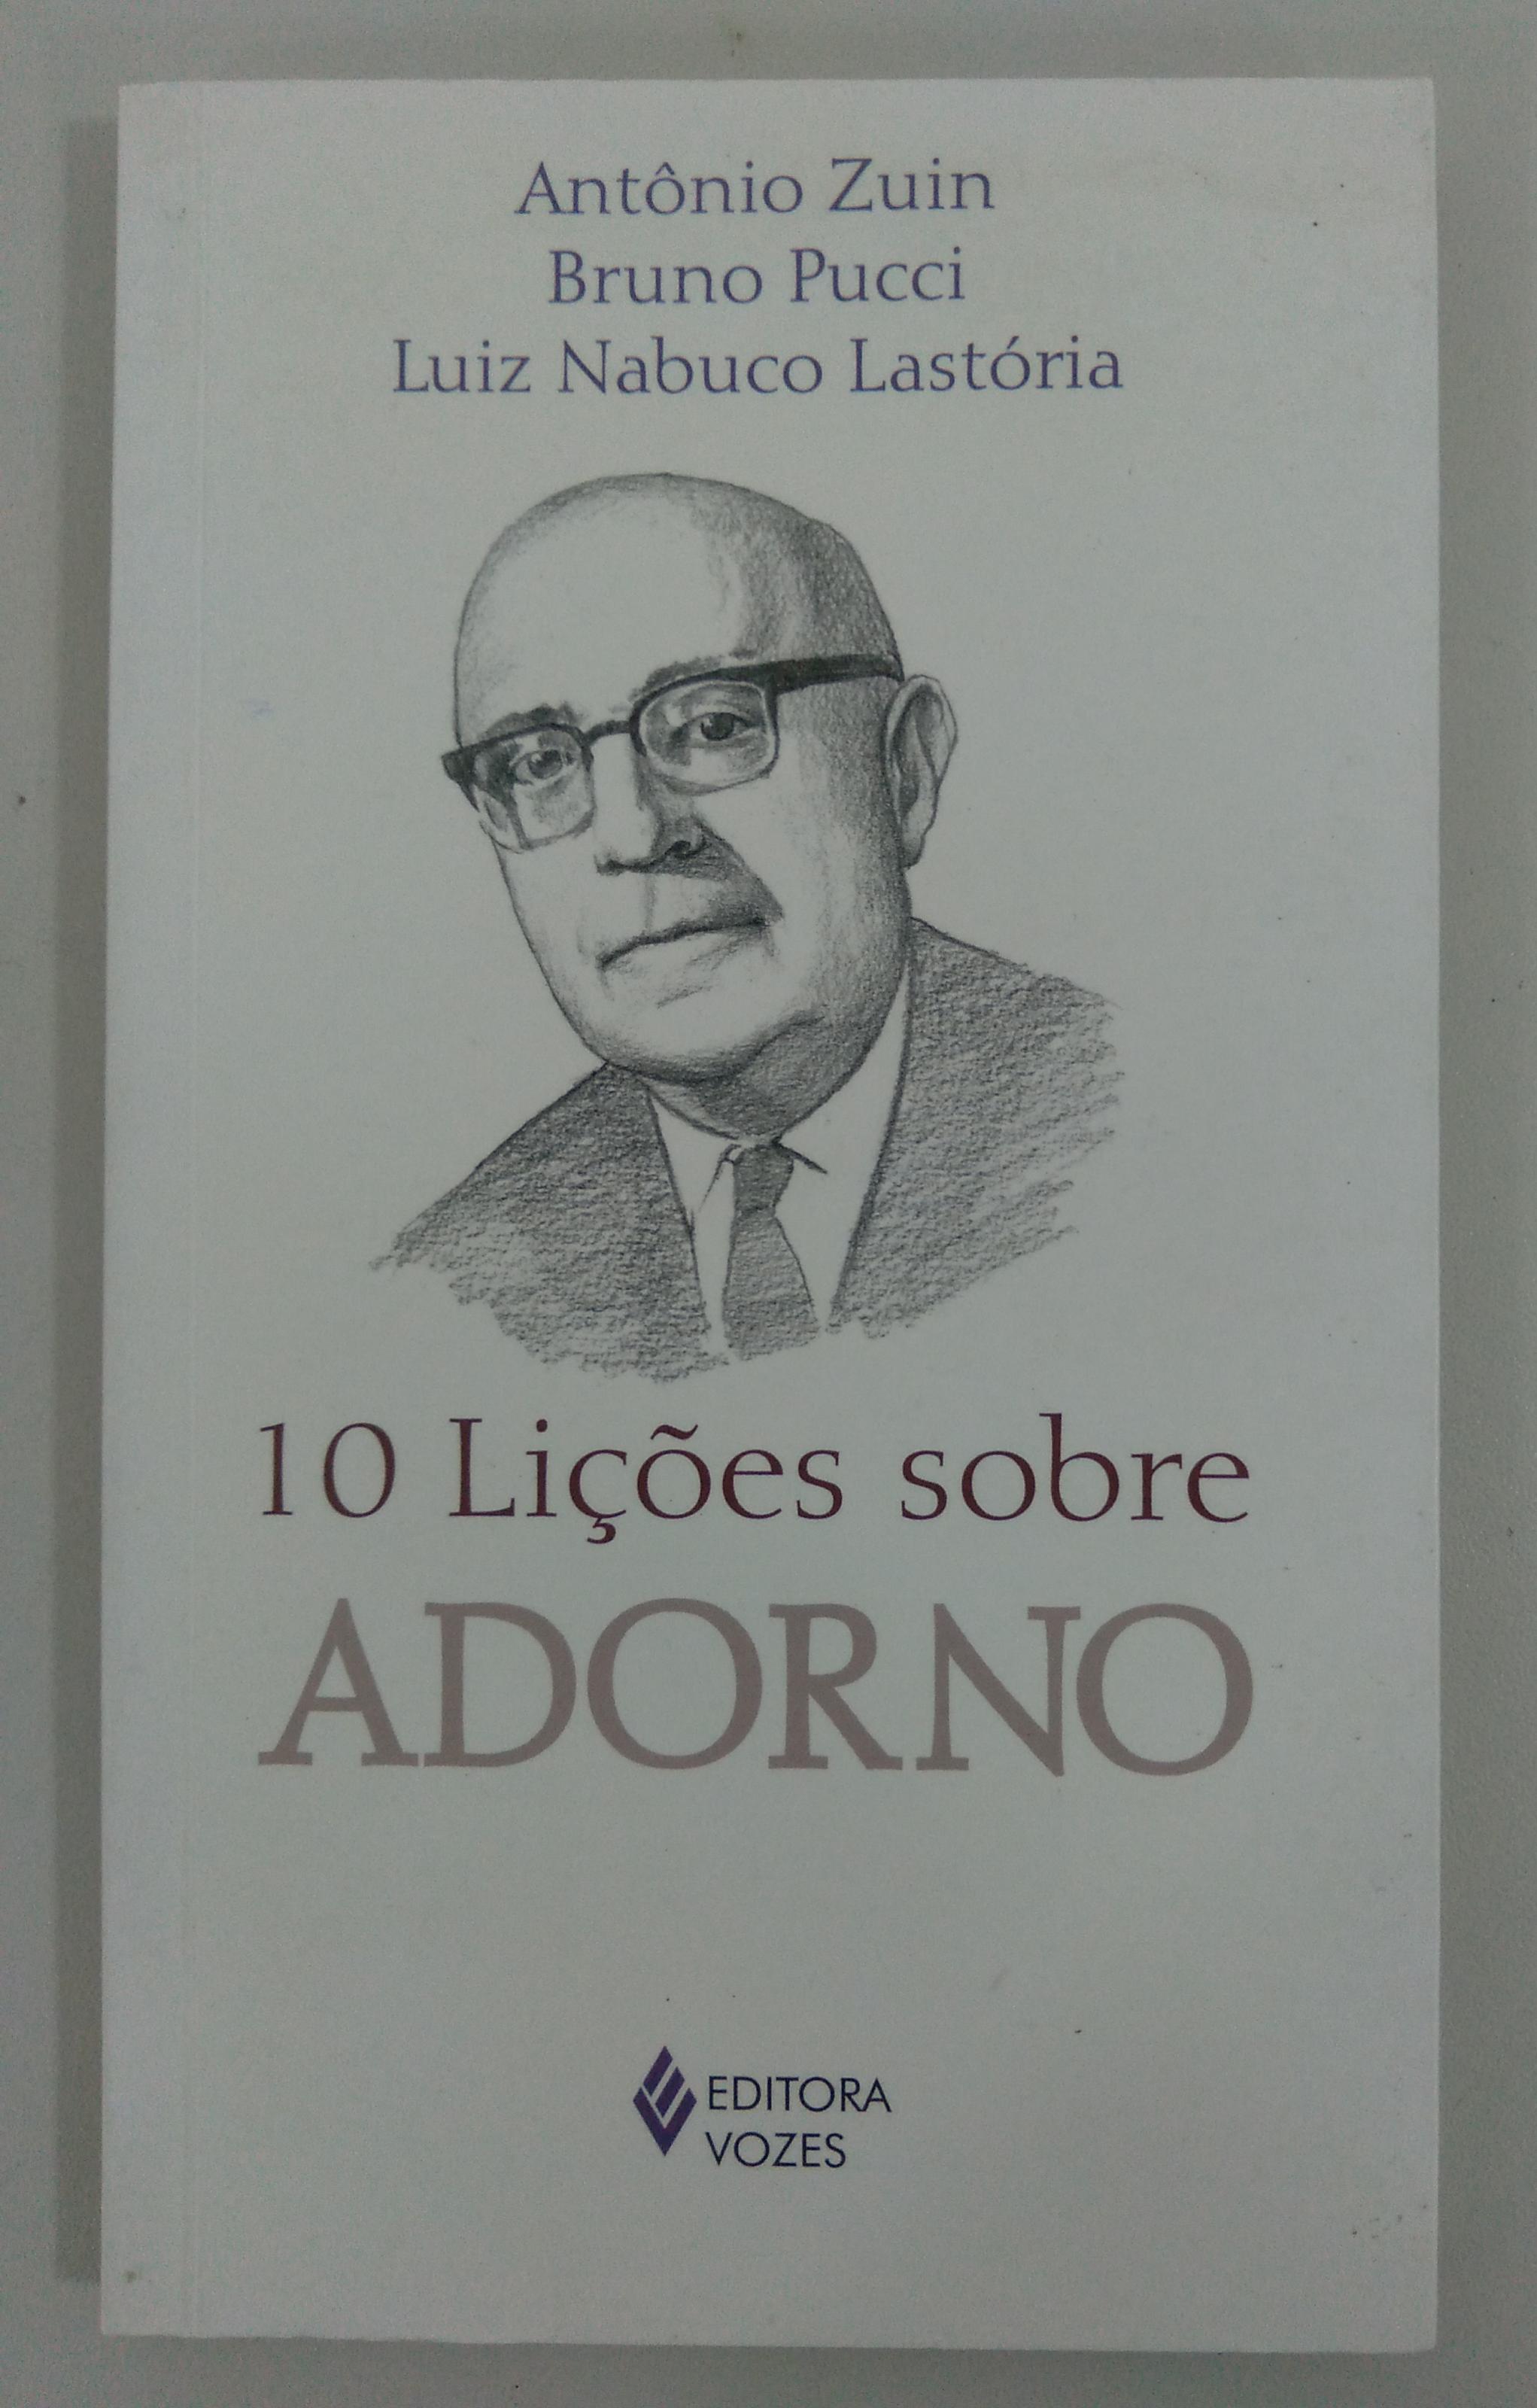 Antônio Zuin
Bruno Pucci
Luiz Nabuco Lastória
10 Lições sobre
ADORNO
EDITORA
VOZES